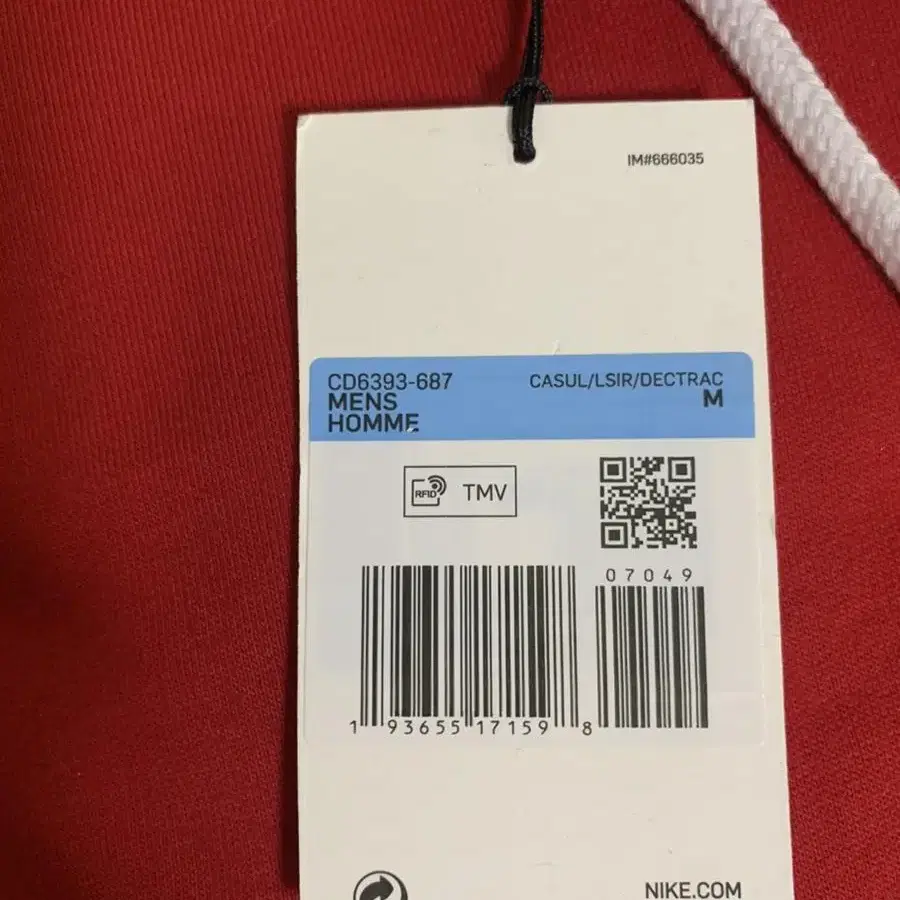 IM#666035
CD6393-687 CASUL/LSIR/DECTRAC
MENS M
HOMME
RFID TMV
07049
1 93655 17159 8
NIKE.COM